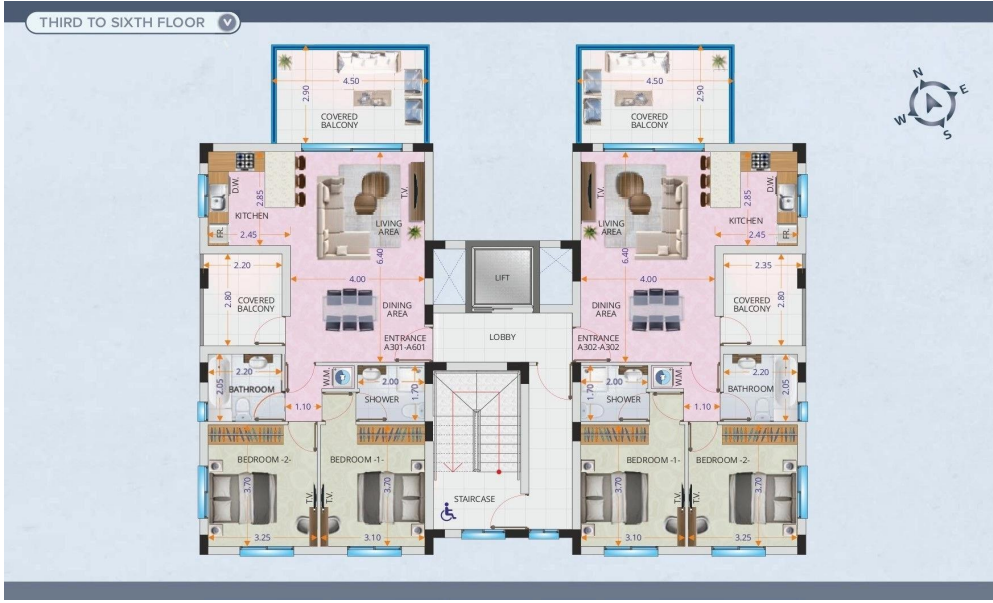 THIRD TO SIXTH FLOOR V
N
E
W
S
4.50
2.90
COVERED
BALCONY
4.50
2.90
COVERED
BALCONY
D.W.
2.85
KITCHEN
FR.
2.45
T.V.
LIVING
AREA
6.40
4.00
T.V.
LIVING
AREA
6.40
4.00
D.W.
2.85
KITCHEN
FR.
2.45
2.20
2.80
COVERED
BALCONY
DINING
AREA
ENTRANCE
A301-A601
LIFT
LOBBY
DINING
AREA
ENTRANCE
A302-A302
2.35
2.80
COVERED
BALCONY
2.05
2.20
BATHROOM
1.10
W.M.
2.00
1.70
SHOWER
1.70
2.00
SHOWER
W.M.
1.10
2.20
BATHROOM
2.05
BEDROOM -2-
3.70
T.V.
3.25
BEDROOM -1-
T.V.
3.70
3.10
STAIRCASE
BEDROOM -1-
3.70
T.V.
3.10
BEDROOM -2-
T.V.
3.70
3.25